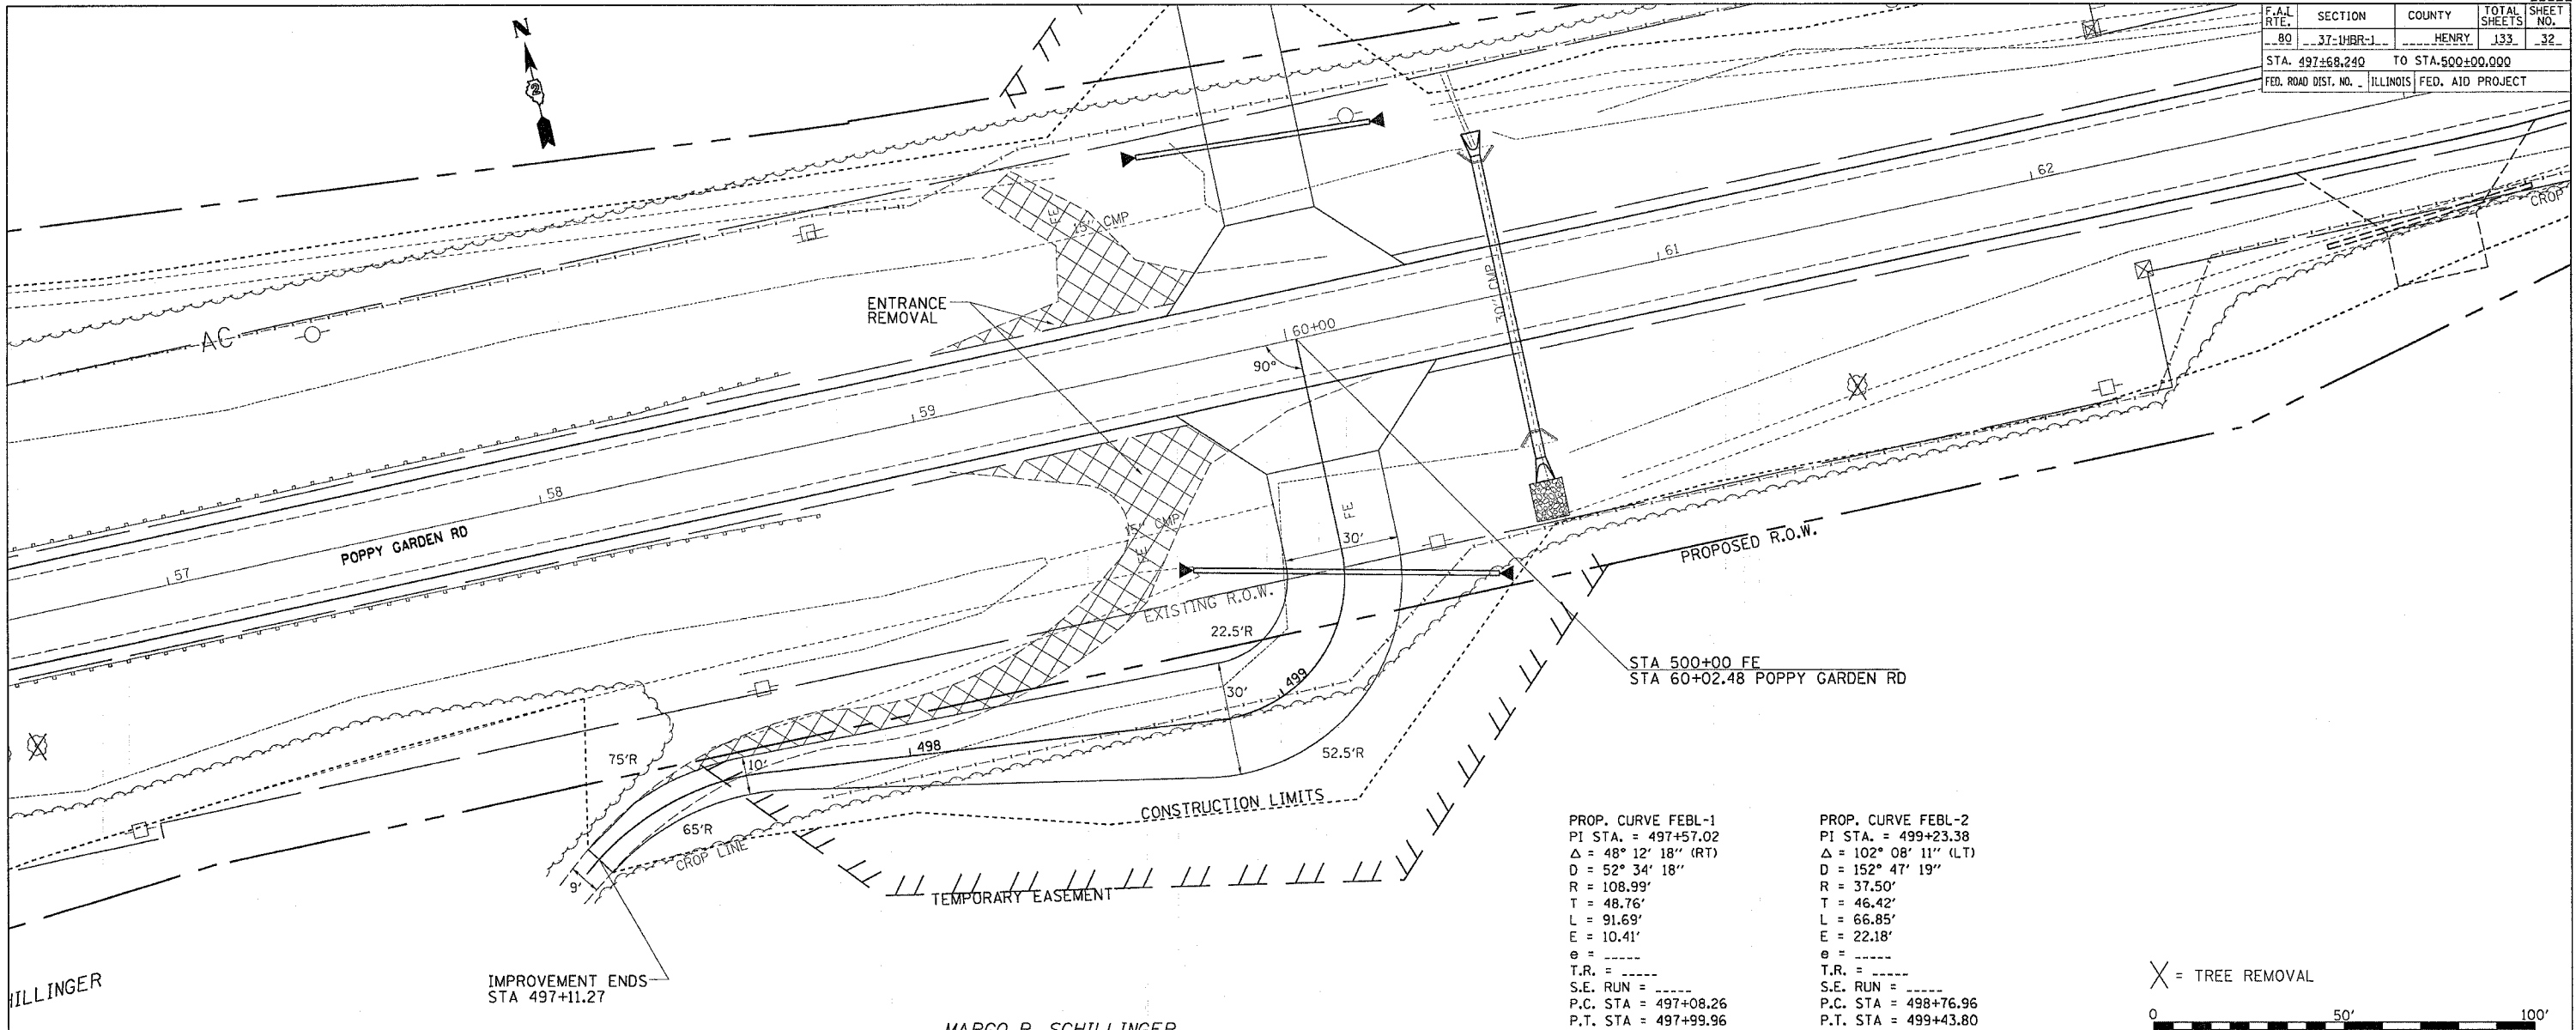 F.A.I. RTE. SECTION COUNTY TOTAL SHEETS SHEET NO.
80 37-1HBR-1 HENRY 133 32
STA. 497+68.240 TO STA. 500+00.000
FED. ROAD DIST. NO. - ILLINOIS FED. AID PROJECT
N
2
62
CROP
FE
15" CMP
30" CMP
61
ENTRANCE
REMOVAL
AC
60+00
90°
59
58
POPPY GARDEN RD
57
15" CMP
FE
FE
30'
PROPOSED R.O.W.
EXISTING R.O.W.
22.5'R
499
30'
STA 500+00 FE
STA 60+02.48 POPPY GARDEN RD
498
75'R
10'
52.5'R
CONSTRUCTION LIMITS
65'R
CROP LINE
9'
TEMPORARY EASEMENT
IMPROVEMENT ENDS
STA 497+11.27
PROP. CURVE FEBL-1
PI STA. = 497+57.02
Δ = 48° 12' 18" (RT)
D = 52° 34' 18"
R = 108.99'
T = 48.76'
L = 91.69'
E = 10.41'
e = -----
T.R. = -----
S.E. RUN = -----
P.C. STA = 497+08.26
P.T. STA = 497+99.96
PROP. CURVE FEBL-2
PI STA. = 499+23.38
Δ = 102° 08' 11" (LT)
D = 152° 47' 19"
R = 37.50'
T = 46.42'
L = 66.85'
E = 22.18'
e = -----
T.R. = -----
S.E. RUN = -----
P.C. STA = 498+76.96
P.T. STA = 499+43.80
X = TREE REMOVAL
0 50' 100'
HILLINGER